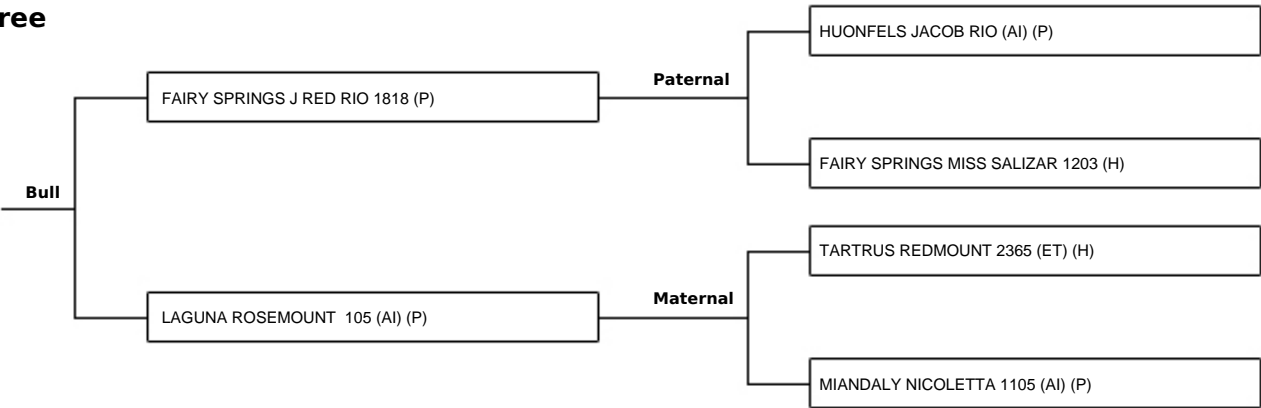 ree
HUONFELS JACOB RIO (AI) (P)
Paternal
FAIRY SPRINGS J RED RIO 1818 (P)
FAIRY SPRINGS MISS SALIZAR 1203 (H)
Bull
TARTRUS REDMOUNT 2365 (ET) (H)
Maternal
LAGUNA ROSEMOUNT  105 (AI) (P)
MIANDALY NICOLETTA 1105 (AI) (P)